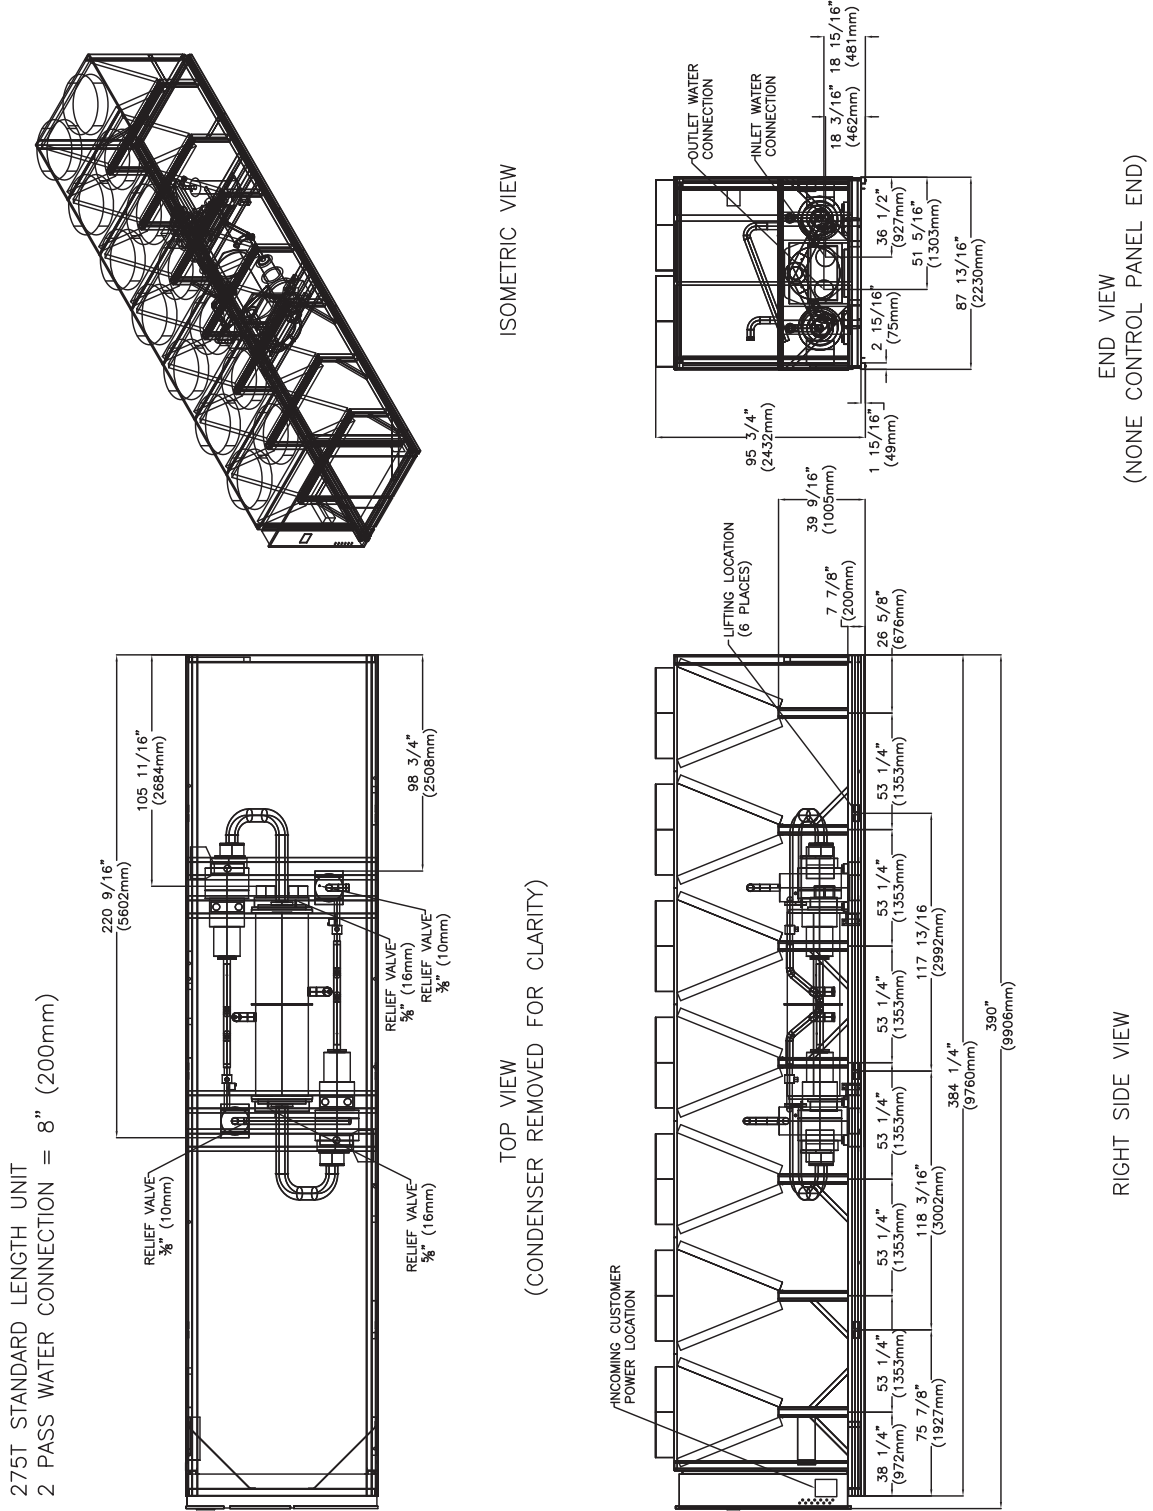 275T STANDARD LENGTH UNIT
2 PASS WATER CONNECTION = 8" (200mm)
220 9/16"
(5602mm)
105 11/16"
(2684mm)
98 3/4"
(2508mm)
RELIEF VALVE
3/8" (10mm)
RELIEF VALVE
5/8" (16mm)
RELIEF VALVE
5/8" (16mm)
RELIEF VALVE
3/8" (10mm)
TOP VIEW
(CONDENSER REMOVED FOR CLARITY)
ISOMETRIC VIEW
INCOMING CUSTOMER
POWER LOCATION
LIFTING LOCATION
(6 PLACES)
39 9/16"
(1005mm)
7 7/8"
(200mm)
38 1/4"
(972mm)
53 1/4"
(1353mm)
53 1/4"
(1353mm)
53 1/4"
(1353mm)
53 1/4"
(1353mm)
53 1/4"
(1353mm)
53 1/4"
(1353mm)
26 5/8"
(676mm)
75 7/8"
(1927mm)
118 3/16"
(3002mm)
117 13/16
(2992mm)
384 1/4"
(9760mm)
390"
(9906mm)
RIGHT SIDE VIEW
OUTLET WATER
CONNECTION
INLET WATER
CONNECTION
95 3/4"
(2432mm)
18 3/16"
(462mm)
18 15/16"
(481mm)
1 15/16"
(49mm)
2 15/16"
(75mm)
36 1/2"
(927mm)
51 5/16"
(1303mm)
87 13/16"
(2230mm)
END VIEW
(NONE CONTROL PANEL END)